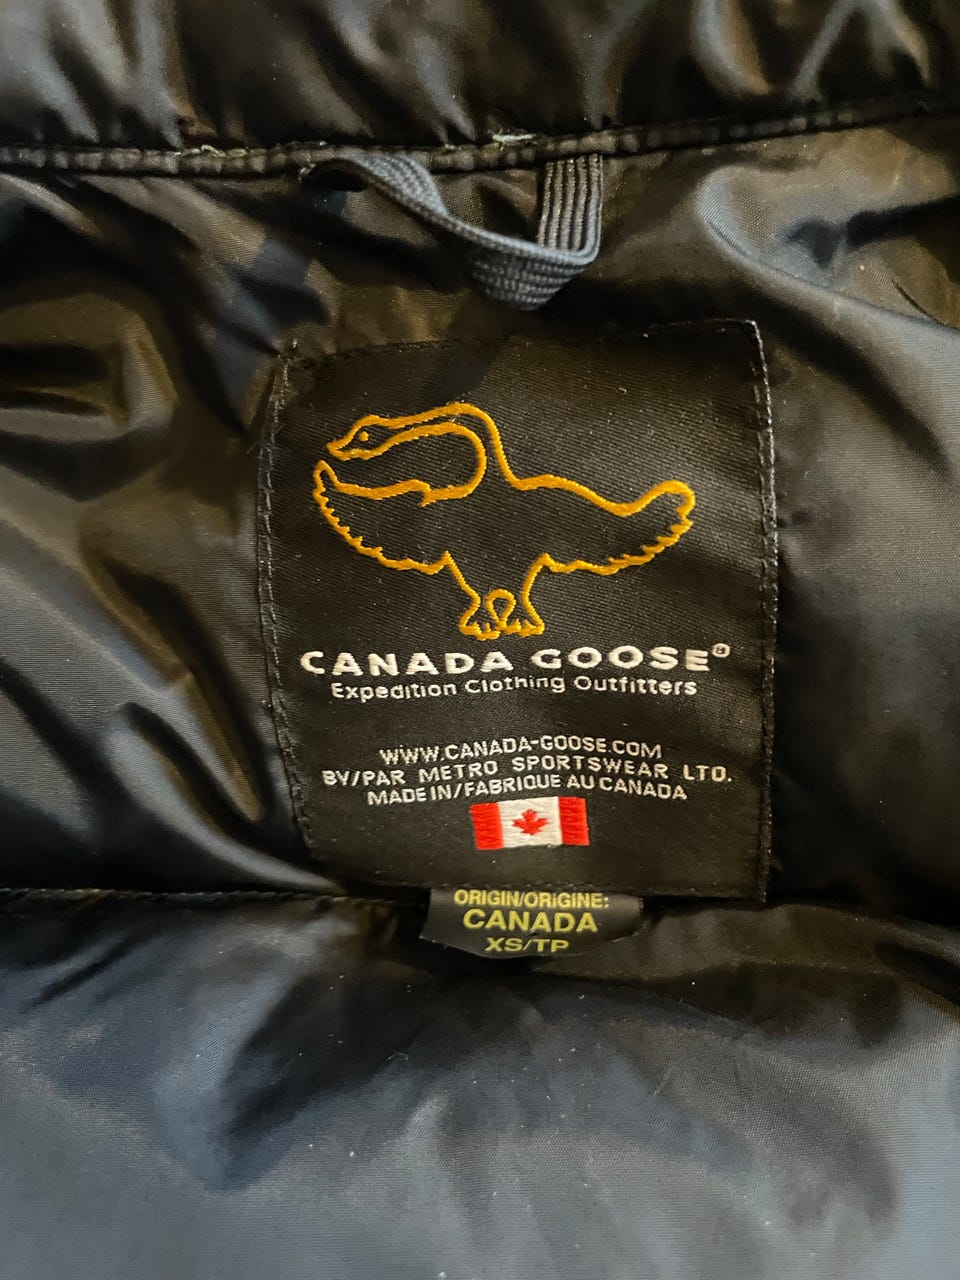 CANADA GOOSE®
Expedition Clothing Outfitters
WWW.CANADA-GOOSE.COM
BY/PAR METRO SPORTSWEAR LTD.
MADE IN/FABRIQUE AU CANADA
ORIGIN/ORIGINE:
CANADA
XS/TP